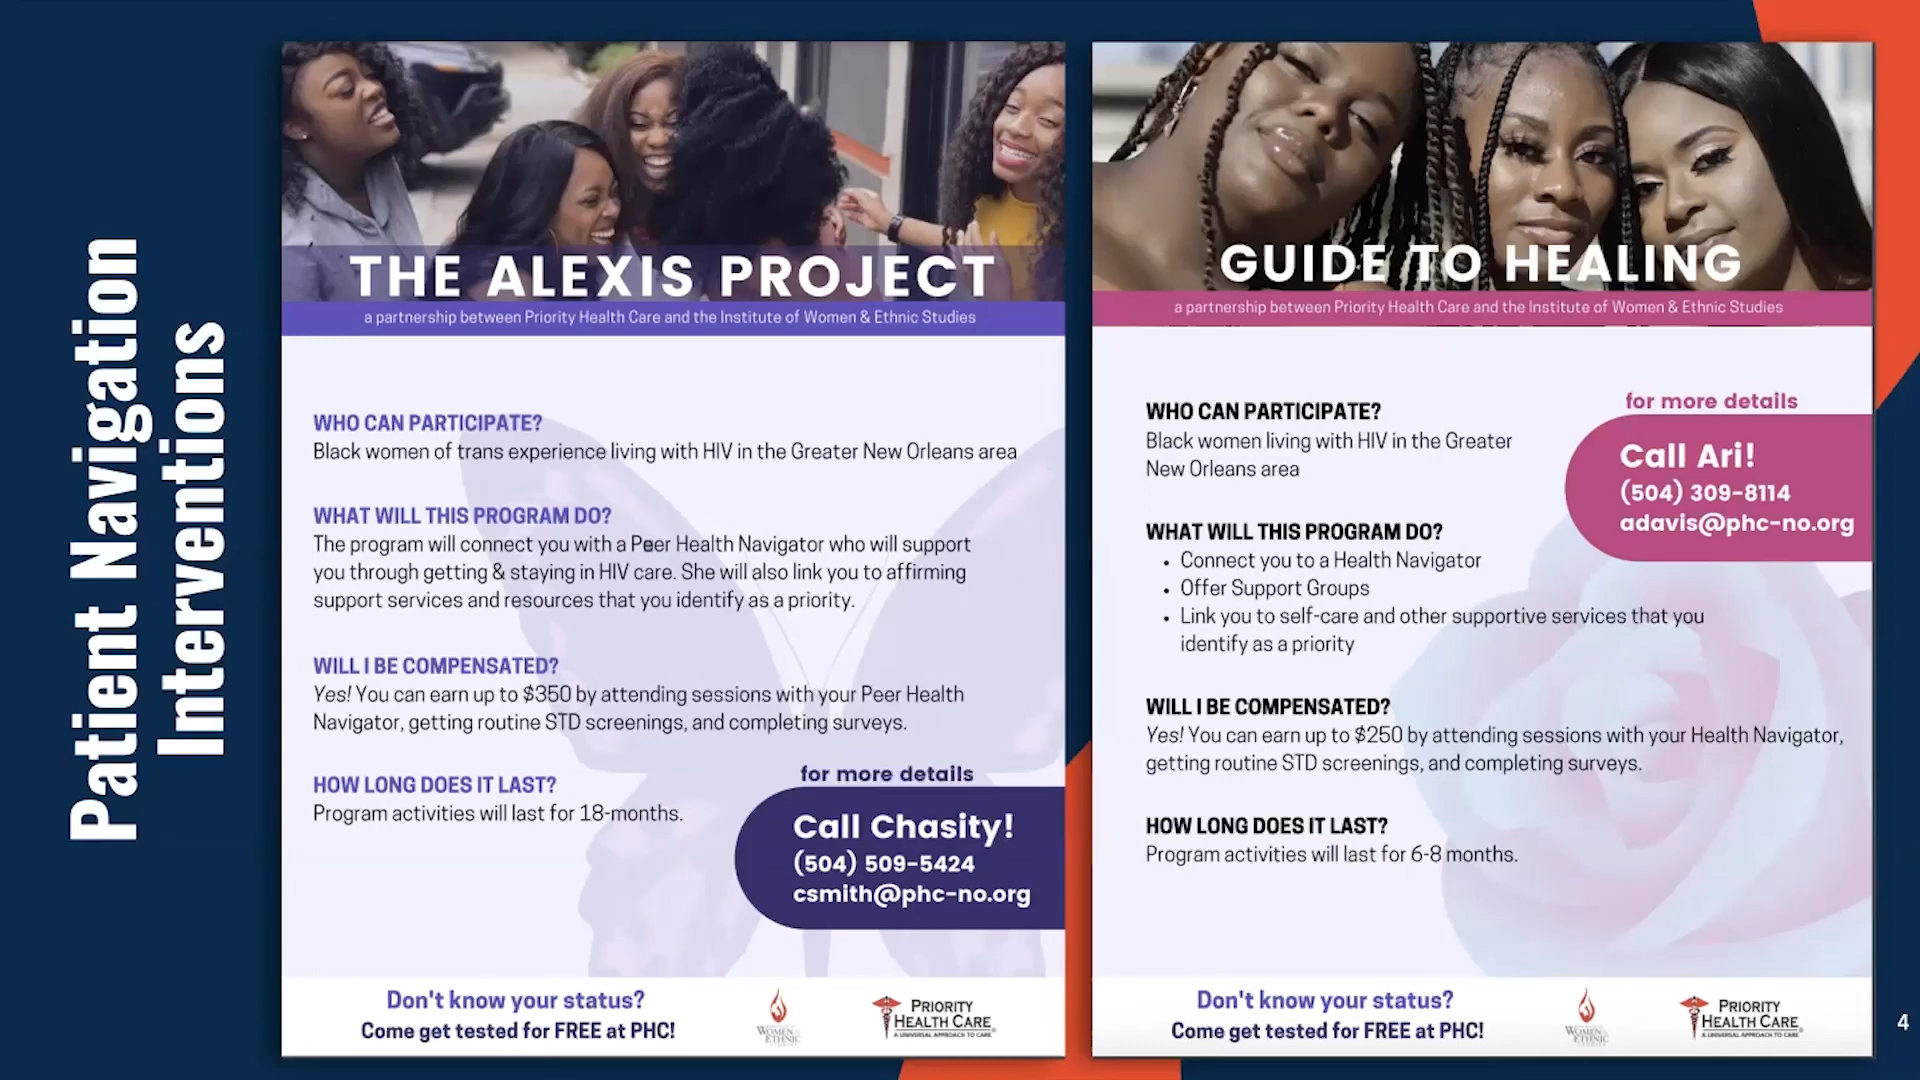 Patient Navigation
Interventions
THE ALEXIS PROJECT
a partnership between Priority Health Care and the Institute of Women & Ethnic Studies
WHO CAN PARTICIPATE?
Black women of trans experience living with HIV in the Greater New Orleans area
WHAT WILL THIS PROGRAM DO?
The program will connect you with a Peer Health Navigator who will support
you through getting & staying in HIV care. She will also link you to affirming
support services and resources that you identify as a priority.
WILL I BE COMPENSATED?
Yes! You can earn up to $350 by attending sessions with your Peer Health
Navigator, getting routine STD screenings, and completing surveys.
HOW LONG DOES IT LAST?
Program activities will last for 18-months.
for more details
Call Chasity!
(504) 509-5424
csmith@phc-no.org
Don't know your status?
Come get tested for FREE at PHC!
WOMEN
ETHNIC
PRIORITY
HEALTH CARE
A UNIVERSAL APPROACH TO CARE
GUIDE TO HEALING
a partnership between Priority Health Care and the Institute of Women & Ethnic Studies
WHO CAN PARTICIPATE?
Black women living with HIV in the Greater
New Orleans area
for more details
Call Ari!
(504) 309-8114
adavis@phc-no.org
WHAT WILL THIS PROGRAM DO?
• Connect you to a Health Navigator
• Offer Support Groups
• Link you to self-care and other supportive services that you
identify as a priority
WILL I BE COMPENSATED?
Yes! You can earn up to $250 by attending sessions with your Health Navigator,
getting routine STD screenings, and completing surveys.
HOW LONG DOES IT LAST?
Program activities will last for 6-8 months.
Don't know your status?
Come get tested for FREE at PHC!
WOMEN
ETHNIC
PRIORITY
HEALTH CARE
A UNIVERSAL APPROACH TO CARE
4